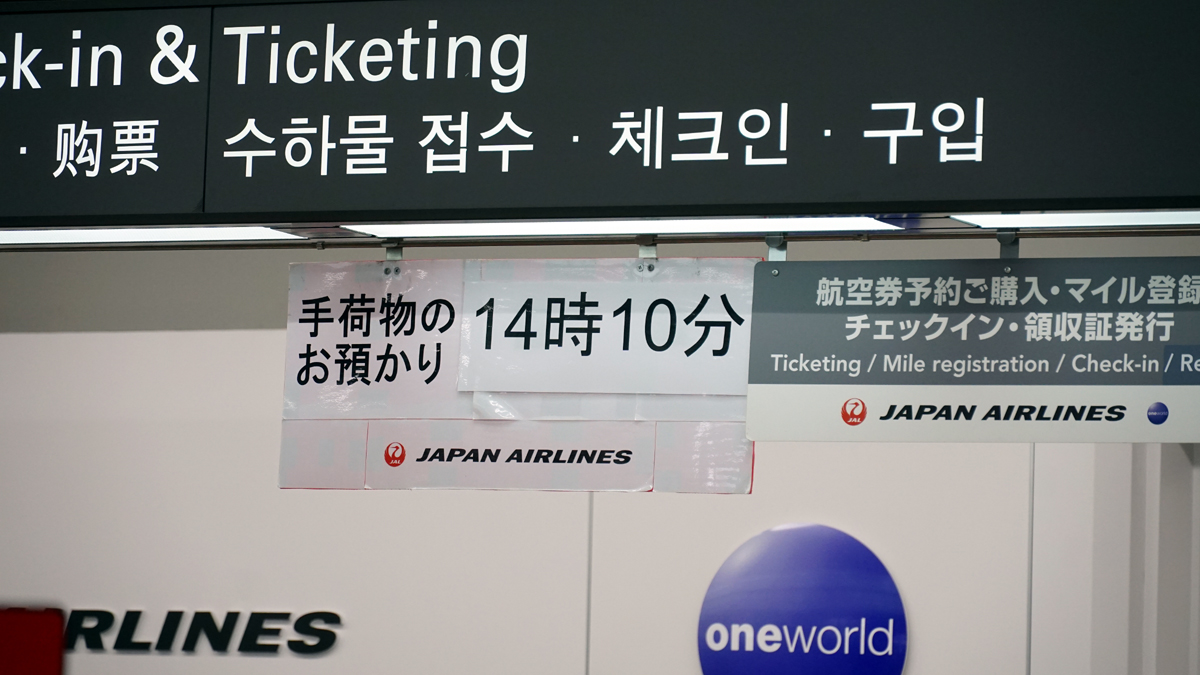 -in & Ticketing
· 购票 수하물 접수 · 체크인 · 구입
手荷物の
お預かり
14時10分
JAL JAPAN AIRLINES
航空券予約ご購入・マイル登録
チェックイン・領収証発行
Ticketing / Mile registration / Check-in /
JAL JAPAN AIRLINES oneworld
RLINES
oneworld